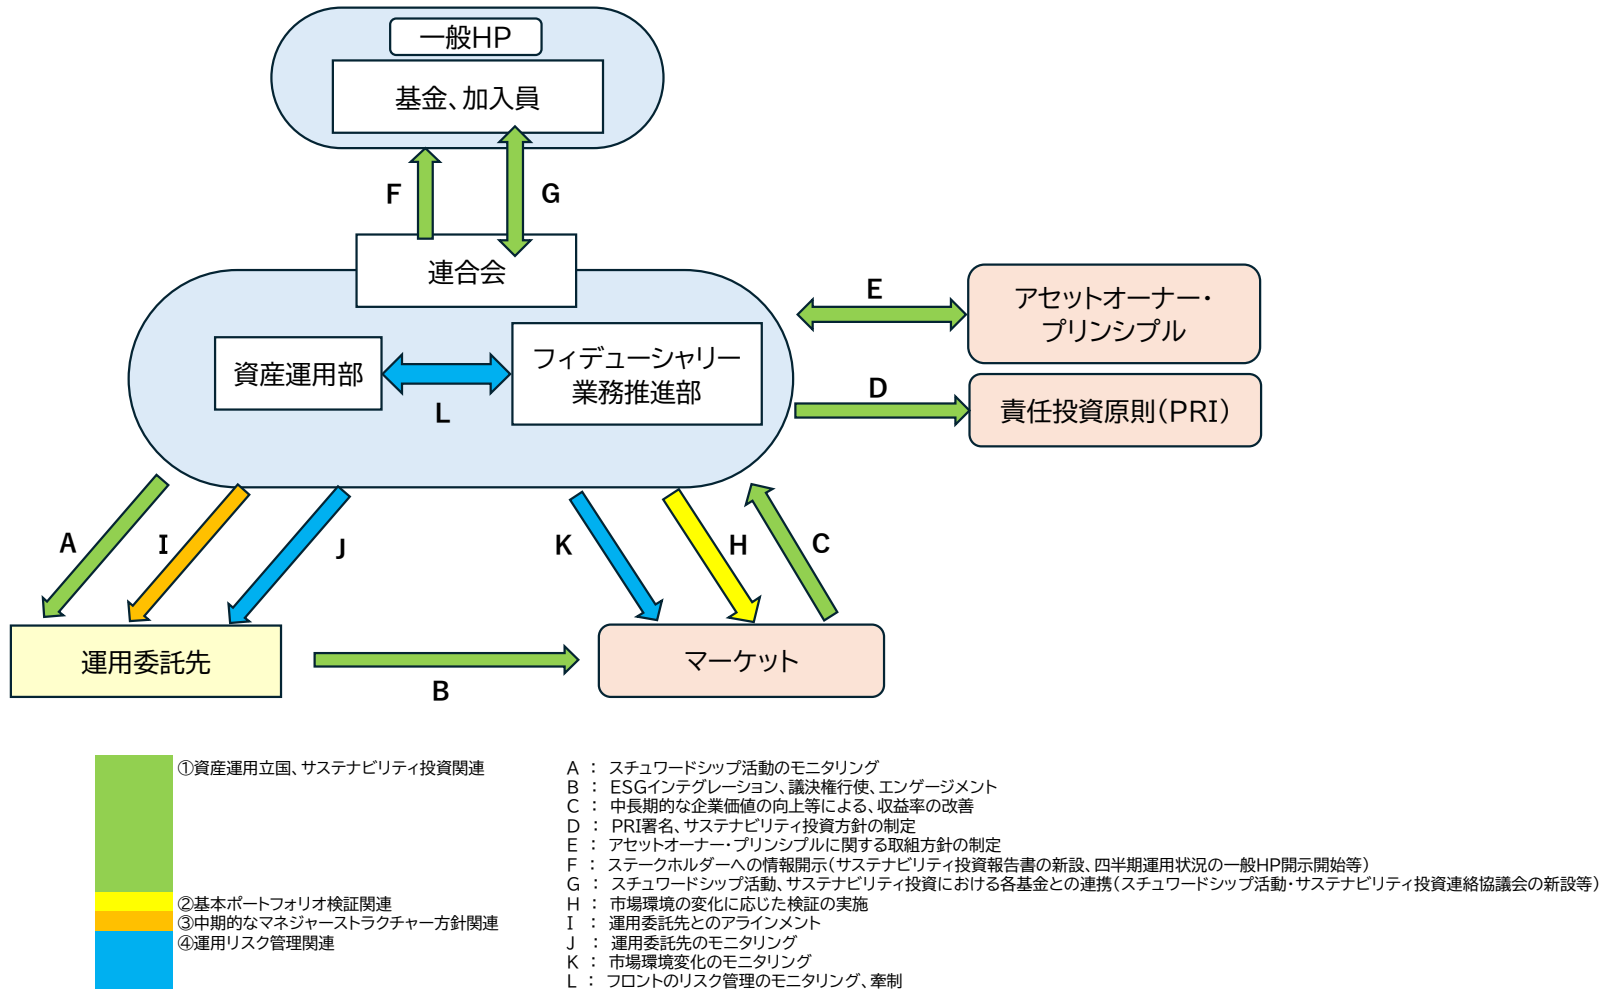 一般HP
基金、加入員
F
G
連合会
アセットオーナー・
プリンシプル
E
資産運用部
フィデューシャリー
業務推進部
L
D
責任投資原則(PRI)
A
I
J
K
H
C
運用委託先
マーケット
B
①資産運用立国、サステナビリティ投資関連
②基本ポートフォリオ検証関連
③中期的なマネジャーストラクチャー方針関連
④運用リスク管理関連
A : スチュワードシップ活動のモニタリング
B : ESGインテグレーション、議決権行使、エンゲージメント
C : 中長期的な企業価値の向上等による、収益率の改善
D : PRI署名、サステナビリティ投資方針の制定
E : アセットオーナー・プリンシプルに関する取組方針の制定
F : ステークホルダーへの情報開示(サステナビリティ投資報告書の新設、四半期運用状況の一般HP開示開始等)
G : スチュワードシップ活動、サステナビリティ投資における各基金との連携(スチュワードシップ活動・サステナビリティ投資連絡協議会の新設等)
H : 市場環境の変化に応じた検証の実施
I : 運用委託先とのアラインメント
J : 運用委託先のモニタリング
K : 市場環境変化のモニタリング
L : フロントのリスク管理のモニタリング、牽制